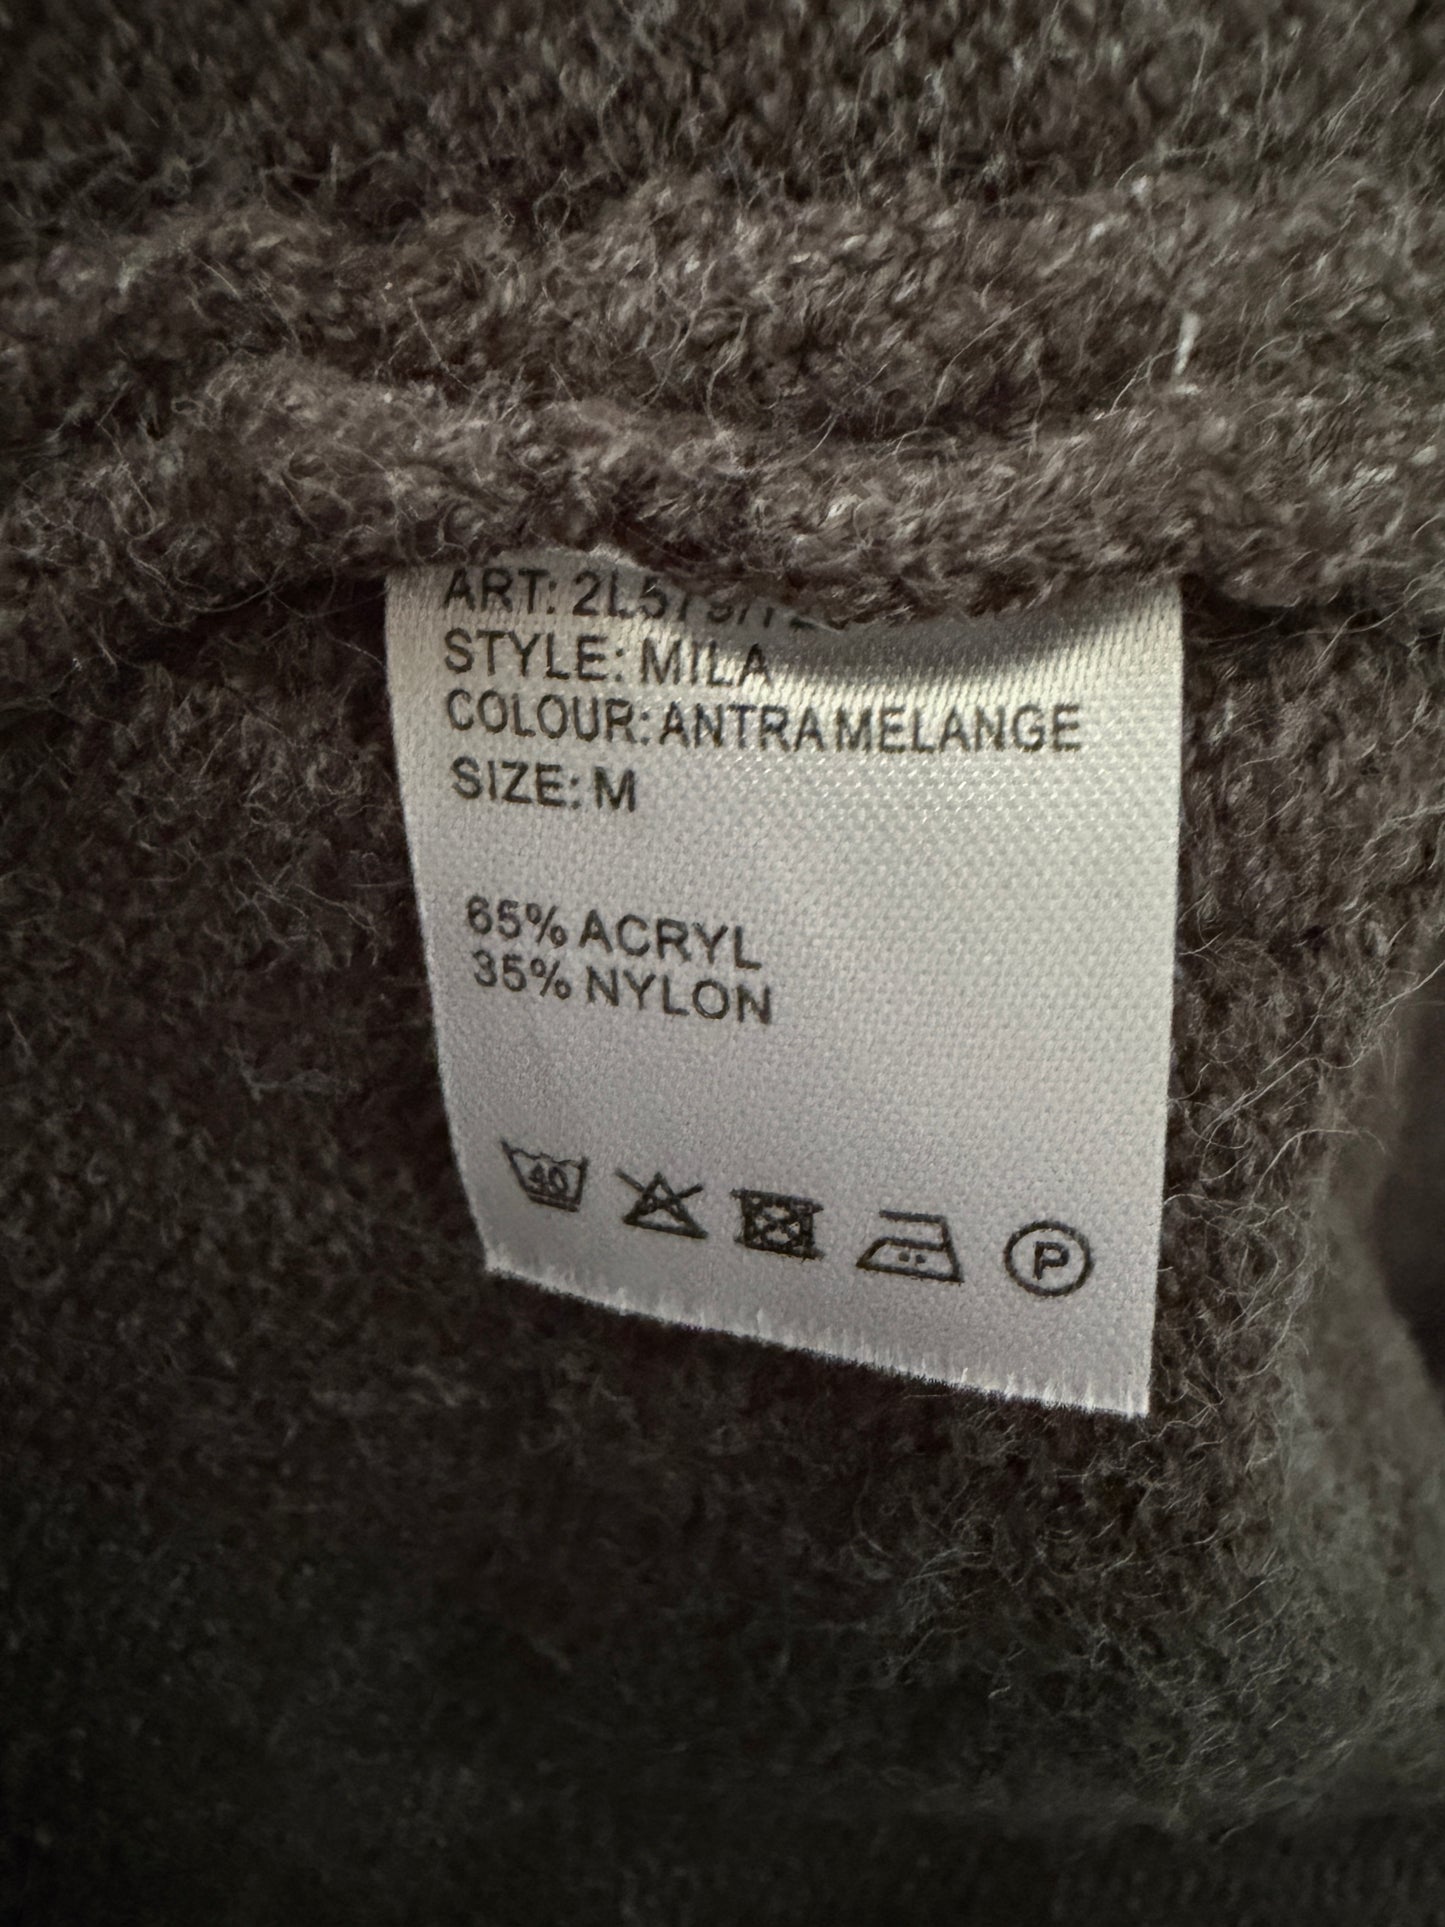 ART:
STYLE: MILA
COLOUR: ANTRAMELANGE
SIZE: M
65% ACRYL
35% NYLON
40
P